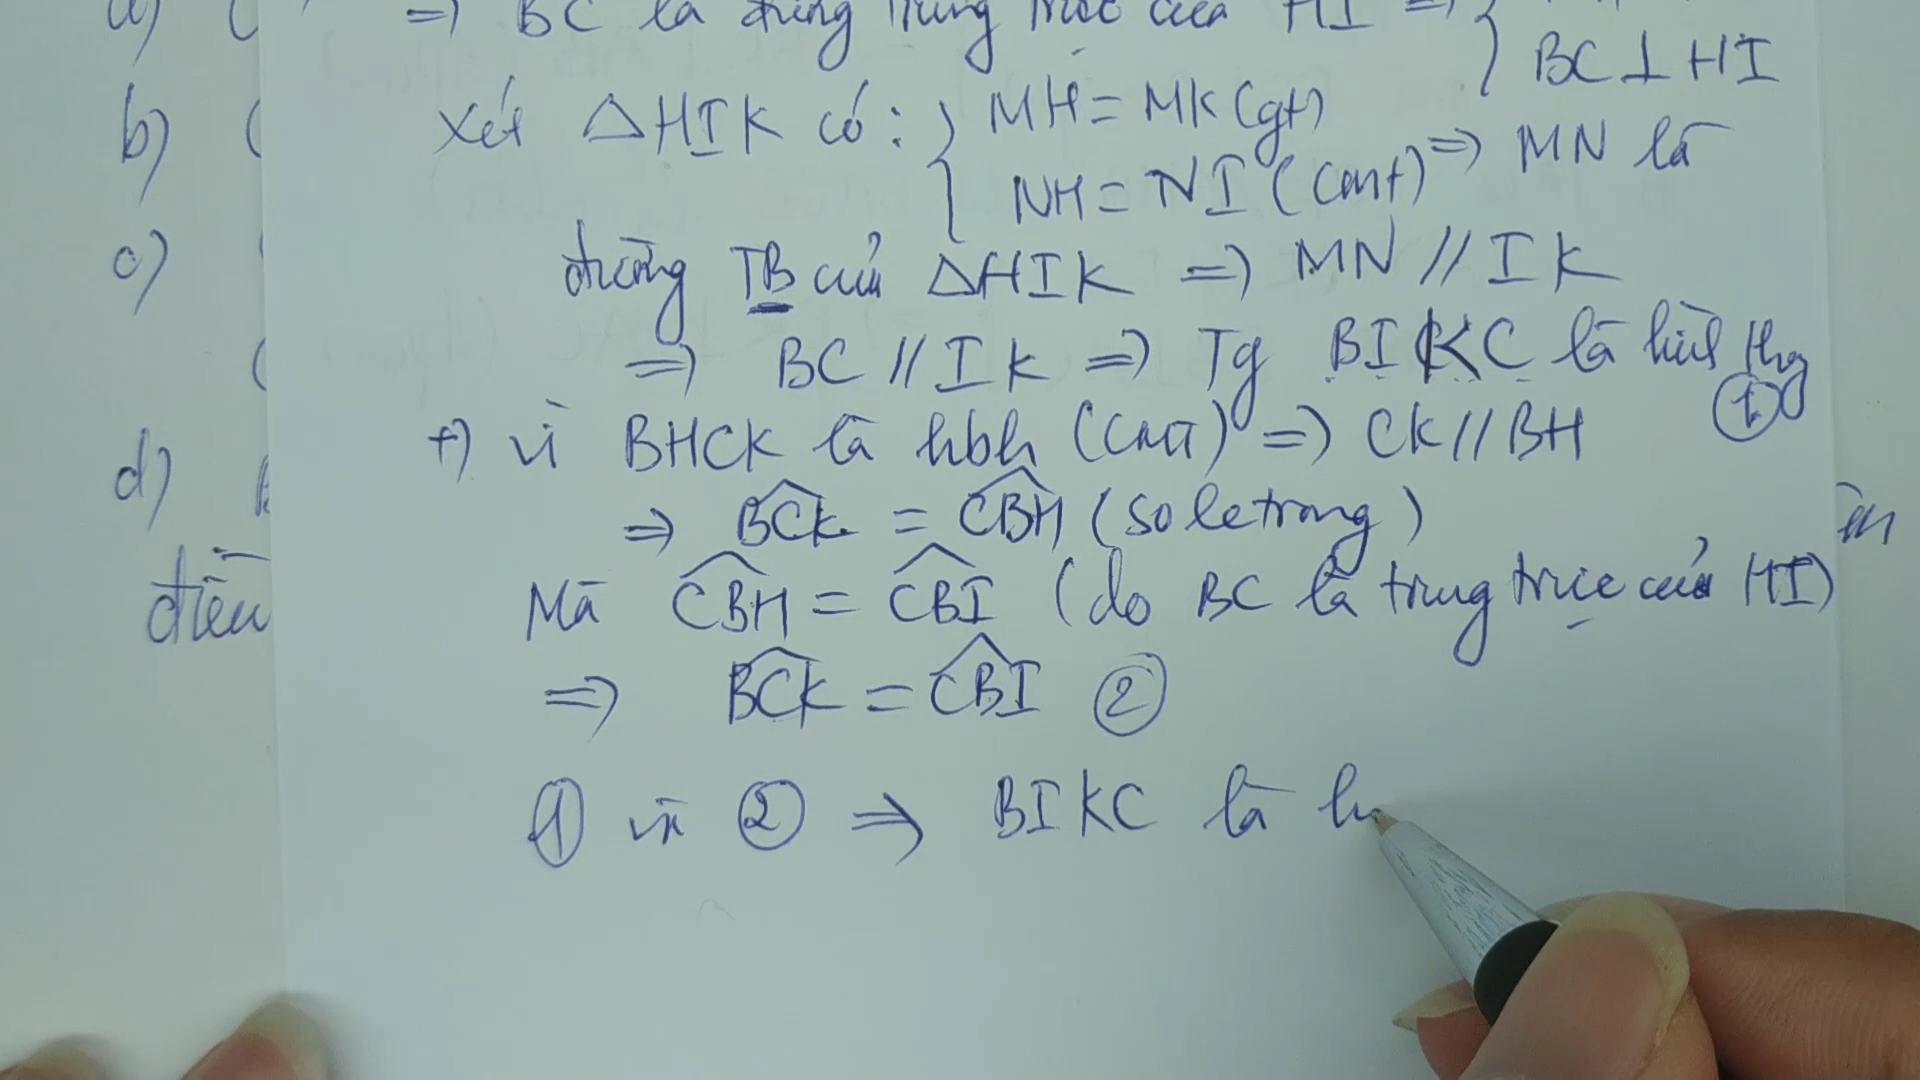 a)
=) BC là đường trung trực của HI =)
BC ⊥ HI
b)
Xét △HIK có: MH = MK (gt)
NH = NI (cmt) =) MN là
c)
đường TB của △HIK =) MN // IK
=) BC // IK =) Tg BIKC là hình thg ①
+) vì BHCK là hbh (cmt) =) CK // BH
d)
=> BCK^ = CBH^ (so le trong)
điền
Mà CBH^ = CBI^ (do BC là trung trực của HI)
=) BCK^ = CBI^ ②
① và ② => BIKC là h